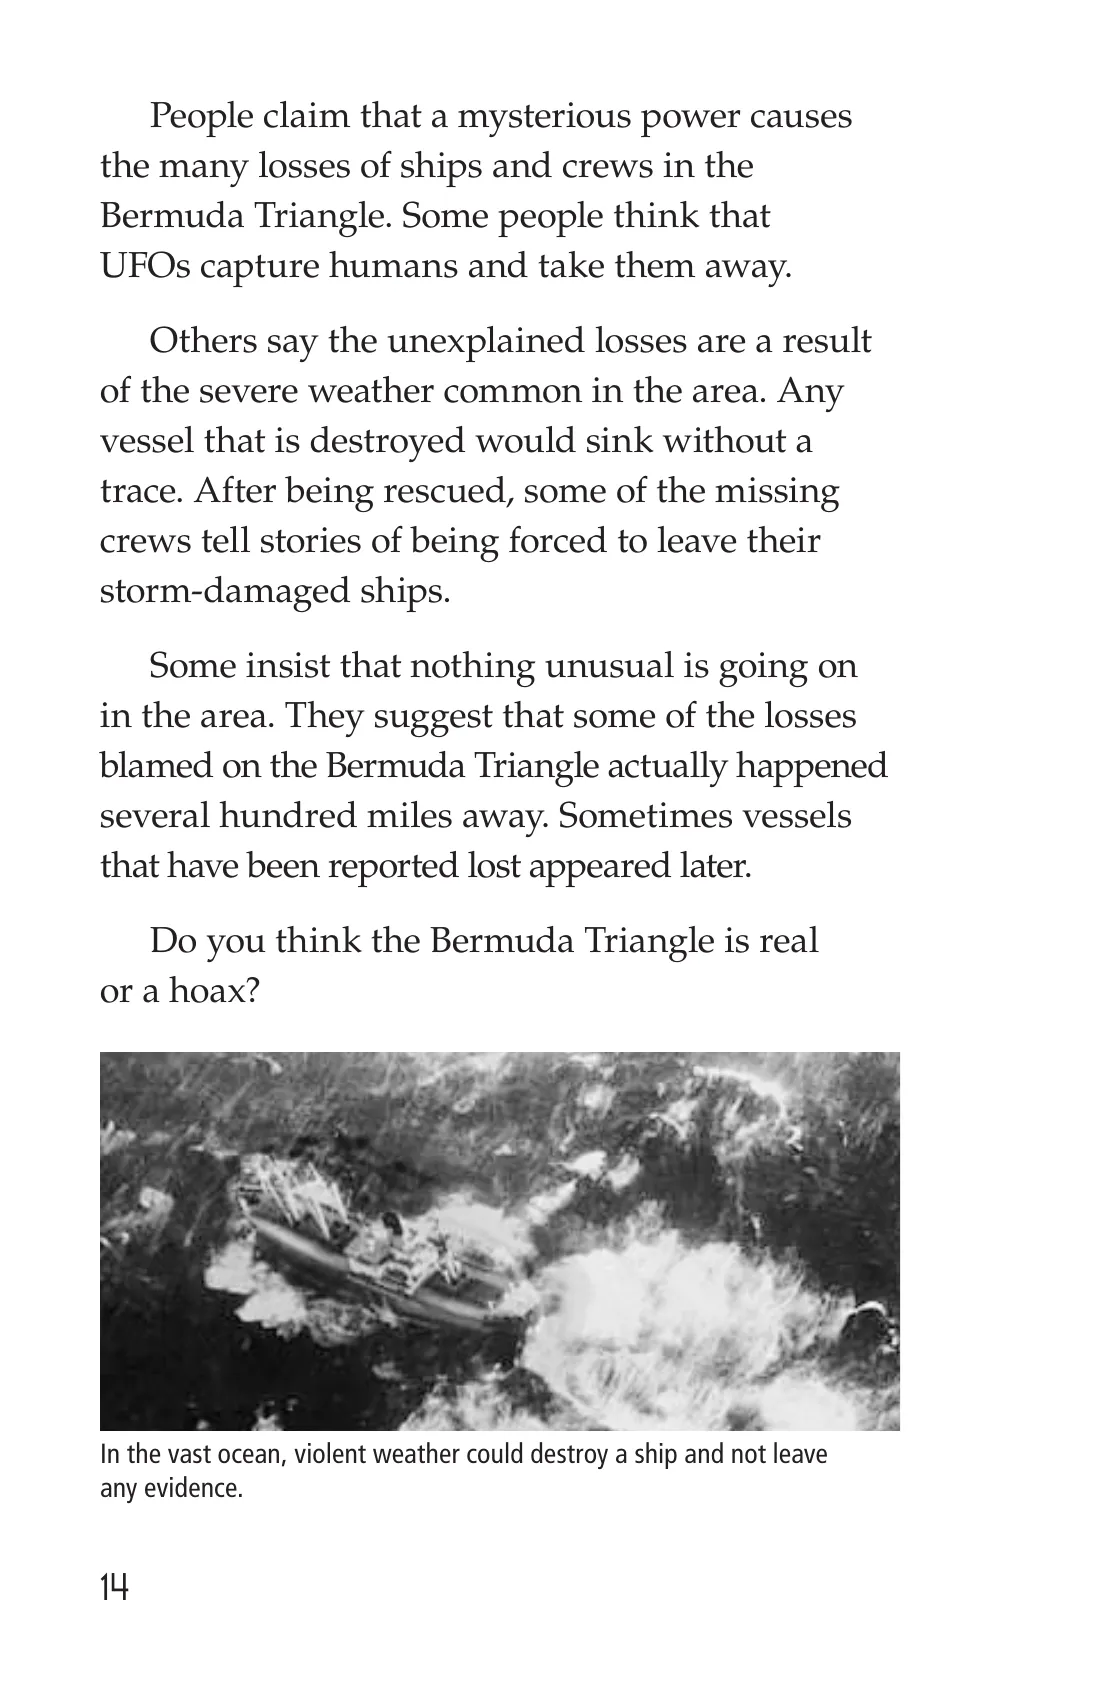 People claim that a mysterious power causes
the many losses of ships and crews in the
Bermuda Triangle. Some people think that
UFOs capture humans and take them away.
Others say the unexplained losses are a result
of the severe weather common in the area. Any
vessel that is destroyed would sink without a
trace. After being rescued, some of the missing
crews tell stories of being forced to leave their
storm-damaged ships.
Some insist that nothing unusual is going on
in the area. They suggest that some of the losses
blamed on the Bermuda Triangle actually happened
several hundred miles away. Sometimes vessels
that have been reported lost appeared later.
Do you think the Bermuda Triangle is real
or a hoax?
In the vast ocean, violent weather could destroy a ship and not leave
any evidence.
14